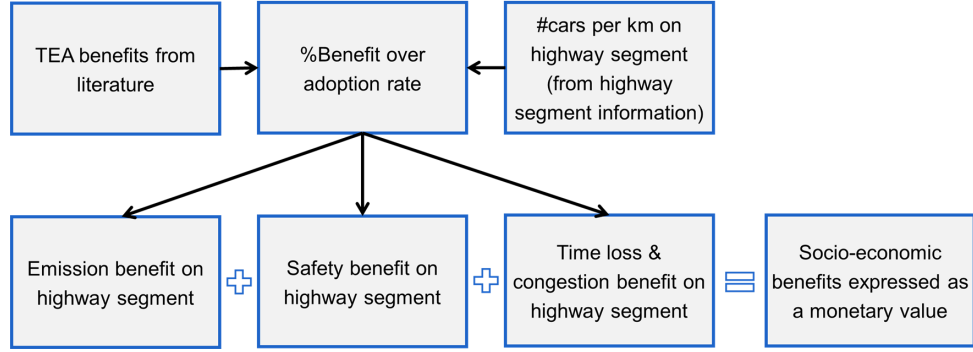 TEA benefits from
literature
%Benefit over
adoption rate
#cars per km on
highway segment
(from highway
segment information)
Emission benefit on
highway segment
Safety benefit on
highway segment
Time loss &
congestion benefit on
highway segment
Socio-economic
benefits expressed as
a monetary value